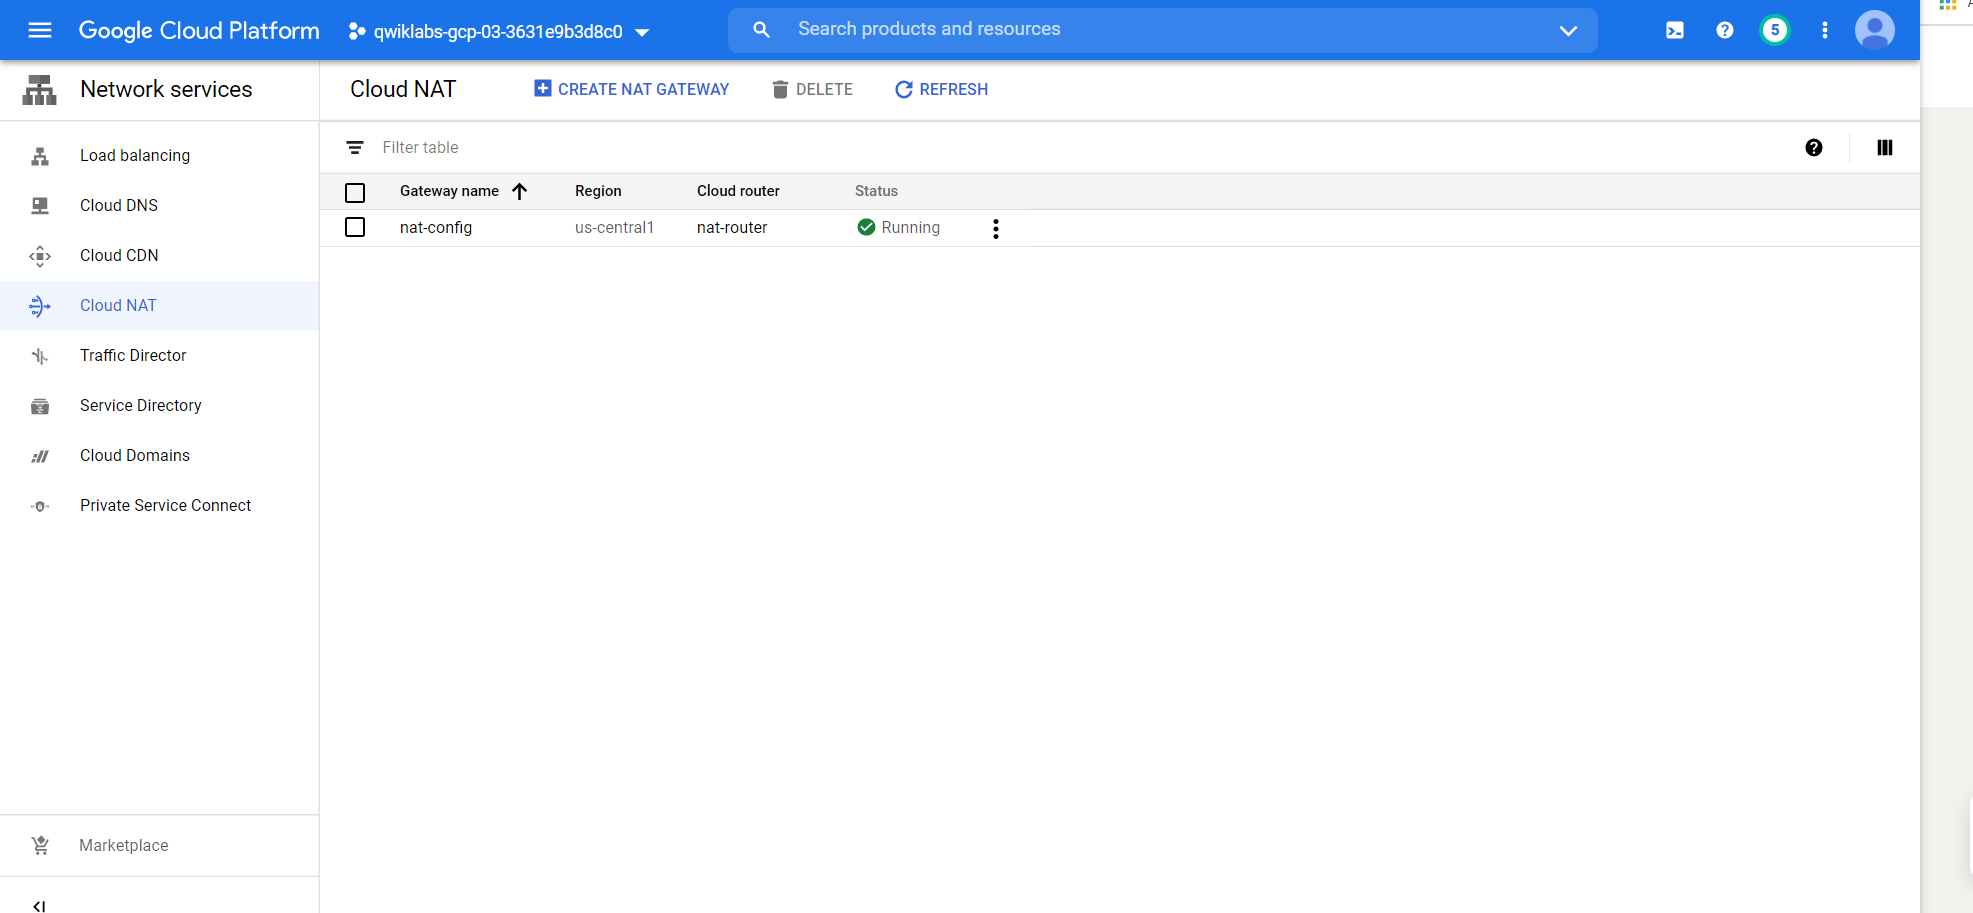 Google Cloud Platform
qwiklabs-gcp-03-3631e9b3d8c0
Search products and resources
5
Network services
Cloud NAT
CREATE NAT GATEWAY
DELETE
REFRESH
Load balancing
Cloud DNS
Cloud CDN
Cloud NAT
Traffic Director
Service Directory
Cloud Domains
Private Service Connect
Marketplace
Filter table
Gateway name Region Cloud router Status
nat-config us-central1 nat-router Running